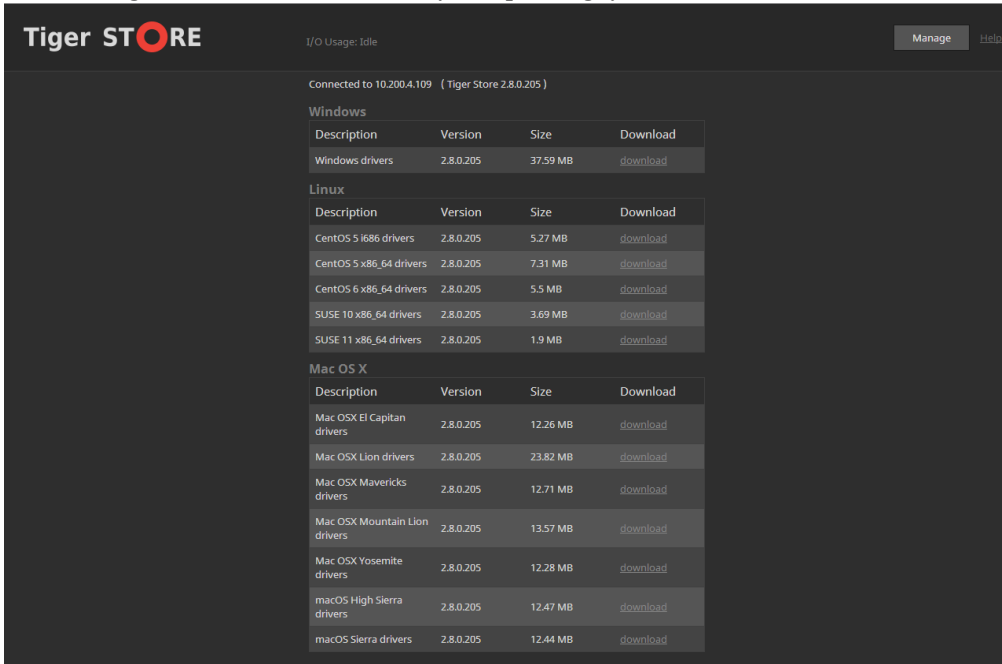 Tiger STORE
I/O Usage: Idle
Manage
Help
Connected to 10.200.4.109 ( Tiger Store 2.8.0.205 )
Windows
Description Version Size Download
Windows drivers 2.8.0.205 37.59 MB download
Linux
Description Version Size Download
CentOS 5 i686 drivers 2.8.0.205 5.27 MB download
CentOS 5 x86_64 drivers 2.8.0.205 7.31 MB download
CentOS 6 x86_64 drivers 2.8.0.205 5.5 MB download
SUSE 10 x86_64 drivers 2.8.0.205 3.69 MB download
SUSE 11 x86_64 drivers 2.8.0.205 1.9 MB download
Mac OS X
Description Version Size Download
Mac OSX El Capitan
drivers 2.8.0.205 12.26 MB download
Mac OSX Lion drivers 2.8.0.205 23.82 MB download
Mac OSX Mavericks
drivers 2.8.0.205 12.71 MB download
Mac OSX Mountain Lion
drivers 2.8.0.205 13.57 MB download
Mac OSX Yosemite
drivers 2.8.0.205 12.28 MB download
macOS High Sierra
drivers 2.8.0.205 12.47 MB download
macOS Sierra drivers 2.8.0.205 12.44 MB download